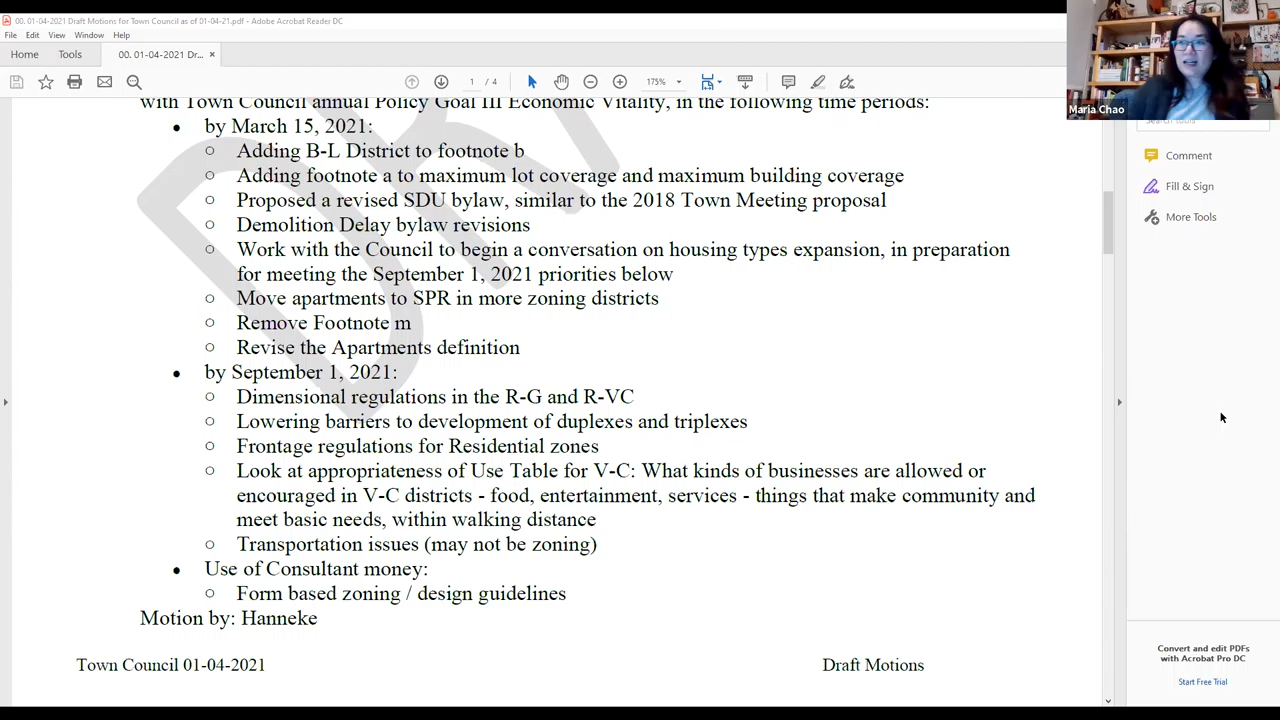 00. 01-04-2021 Draft Motions for Town Council as of 01-04-21.pdf - Adobe Acrobat Reader DC
File Edit View Window Help
Home Tools 00. 01-04-2021 Dr... ×
1 / 4 175%
Maria Chao
Search tools
Comment
Fill & Sign
More Tools
with Town Council annual Policy Goal III Economic Vitality, in the following time periods:
• by March 15, 2021:
○ Adding B-L District to footnote b
○ Adding footnote a to maximum lot coverage and maximum building coverage
○ Proposed a revised SDU bylaw, similar to the 2018 Town Meeting proposal
○ Demolition Delay bylaw revisions
○ Work with the Council to begin a conversation on housing types expansion, in preparation
for meeting the September 1, 2021 priorities below
○ Move apartments to SPR in more zoning districts
○ Remove Footnote m
○ Revise the Apartments definition
• by September 1, 2021:
○ Dimensional regulations in the R-G and R-VC
○ Lowering barriers to development of duplexes and triplexes
○ Frontage regulations for Residential zones
○ Look at appropriateness of Use Table for V-C: What kinds of businesses are allowed or
encouraged in V-C districts - food, entertainment, services - things that make community and
meet basic needs, within walking distance
○ Transportation issues (may not be zoning)
• Use of Consultant money:
○ Form based zoning / design guidelines
Motion by: Hanneke
Town Council 01-04-2021 Draft Motions
Convert and edit PDFs
with Acrobat Pro DC
Start Free Trial